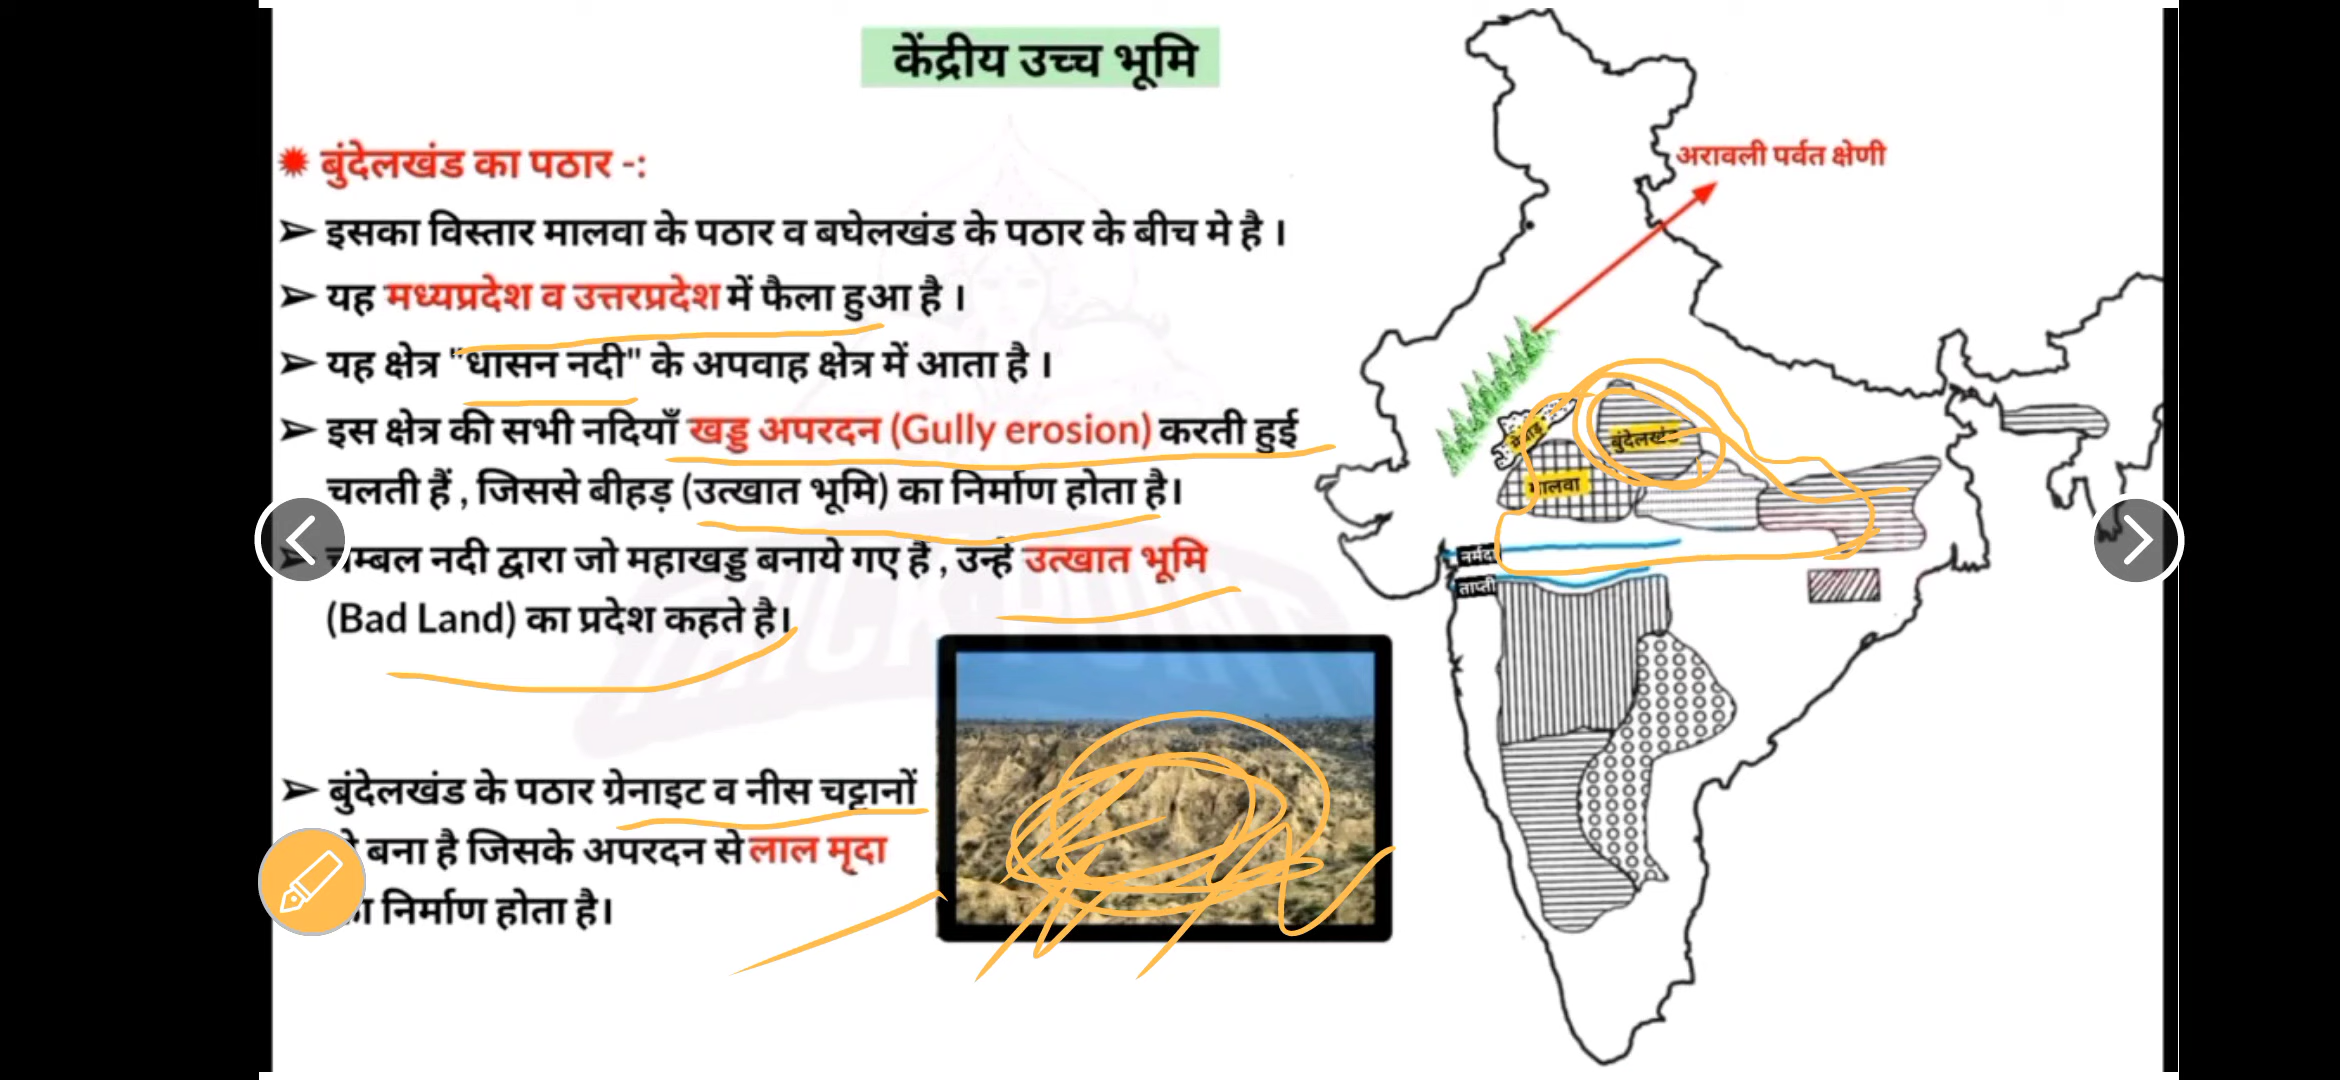 केंद्रीय उच्च भूमि
बुंदेलखंड का पठार -:
➢ इसका विस्तार मालवा के पठार व बघेलखंड के पठार के बीच मे है ।
➢ यह मध्यप्रदेश व उत्तरप्रदेश में फैला हुआ है ।
➢ यह क्षेत्र "धासन नदी" के अपवाह क्षेत्र में आता है ।
➢ इस क्षेत्र की सभी नदियाँ खड्ड अपरदन (Gully erosion) करती हुई
चलती हैं , जिससे बीहड़ (उत्खात भूमि) का निर्माण होता है।
चम्बल नदी द्वारा जो महाखड्ड बनाये गए हैं , उन्हें उत्खात भूमि
(Bad Land) का प्रदेश कहते है।
➢ बुंदेलखंड के पठार ग्रेनाइट व नीस चट्टानों
बना है जिसके अपरदन से लाल मृदा
निर्माण होता है।
अरावली पर्वत क्षेणी
बुंदेलखंड
मालवा
नर्मदा
ताप्ती
TRICK POINT